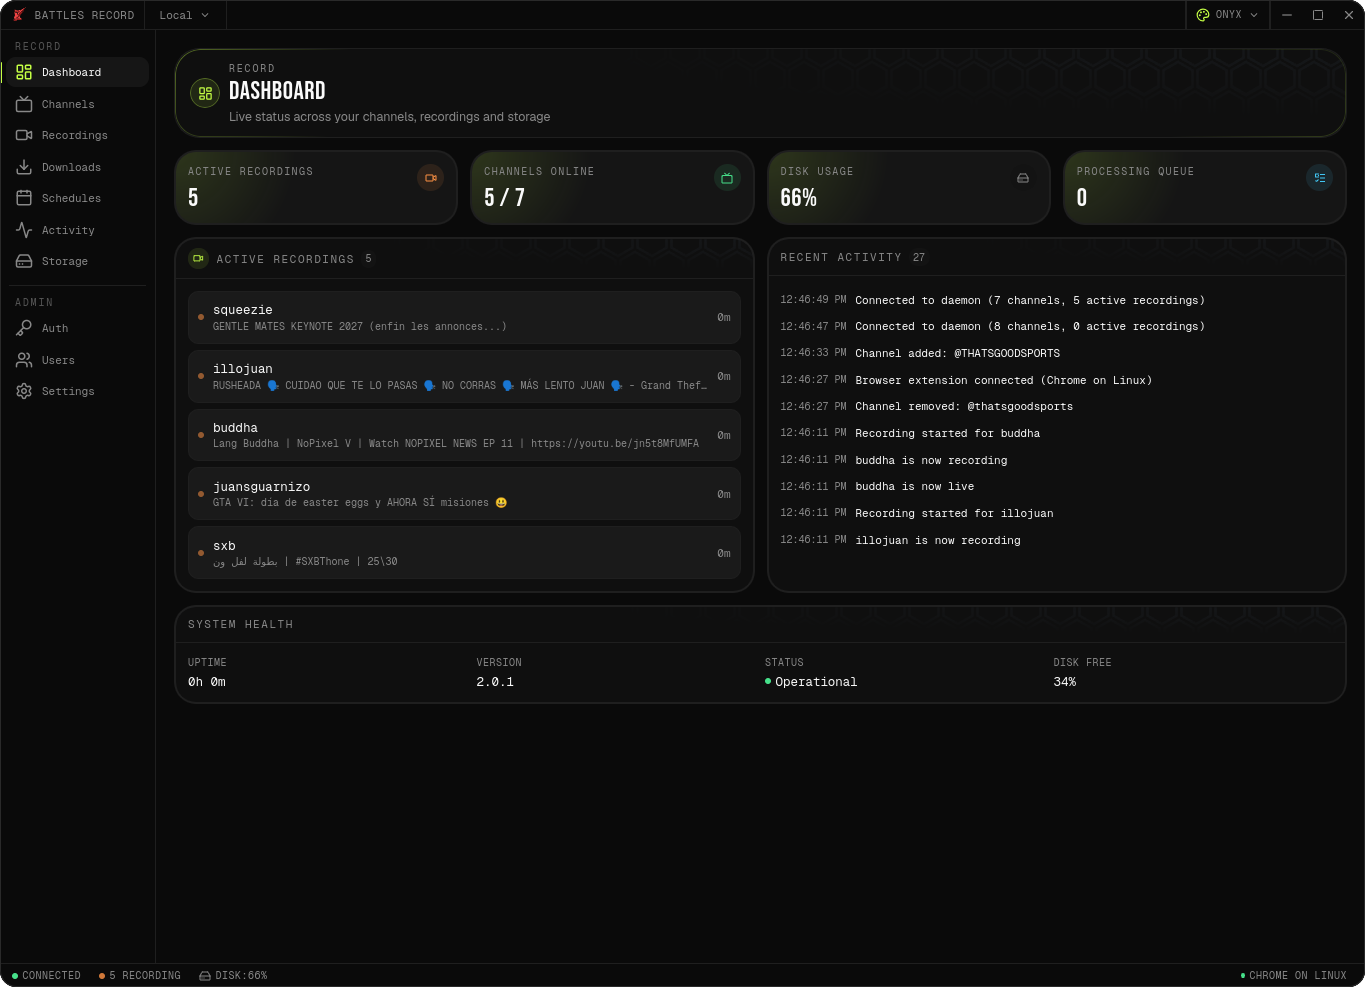 BATTLES RECORD
Local
ONYX
RECORD
Dashboard
Channels
Recordings
Downloads
Schedules
Activity
Storage
ADMIN
Auth
Users
Settings
RECORD
DASHBOARD
Live status across your channels, recordings and storage
ACTIVE RECORDINGS
5
CHANNELS ONLINE
5 / 7
DISK USAGE
66%
PROCESSING QUEUE
0
ACTIVE RECORDINGS 5
squeezie
GENTLE MATES KEYNOTE 2027 (enfin les annonces...)
0m
illojuan
RUSHEADA 🗣️ CUIDAO QUE TE LO PASAS 🗣️ NO CORRAS 🗣️ MÁS LENTO JUAN 🗣️ - Grand Thef…
0m
buddha
Lang Buddha | NoPixel V | Watch NOPIXEL NEWS EP 11 | https://youtu.be/jn5t8MfUMFA
0m
juansguarnizo
GTA VI: día de easter eggs y AHORA SÍ misiones 😃
0m
sxb
بطولة لفل ون | #SXBThone | 25\30
0m
RECENT ACTIVITY 27
12:46:49 PM Connected to daemon (7 channels, 5 active recordings)
12:46:47 PM Connected to daemon (8 channels, 0 active recordings)
12:46:33 PM Channel added: @THATSGOODSPORTS
12:46:27 PM Browser extension connected (Chrome on Linux)
12:46:27 PM Channel removed: @thatsgoodsports
12:46:11 PM Recording started for buddha
12:46:11 PM buddha is now recording
12:46:11 PM buddha is now live
12:46:11 PM Recording started for illojuan
12:46:11 PM illojuan is now recording
SYSTEM HEALTH
UPTIME
0h 0m
VERSION
2.0.1
STATUS
Operational
DISK FREE
34%
CONNECTED
5 RECORDING
DISK:66%
CHROME ON LINUX